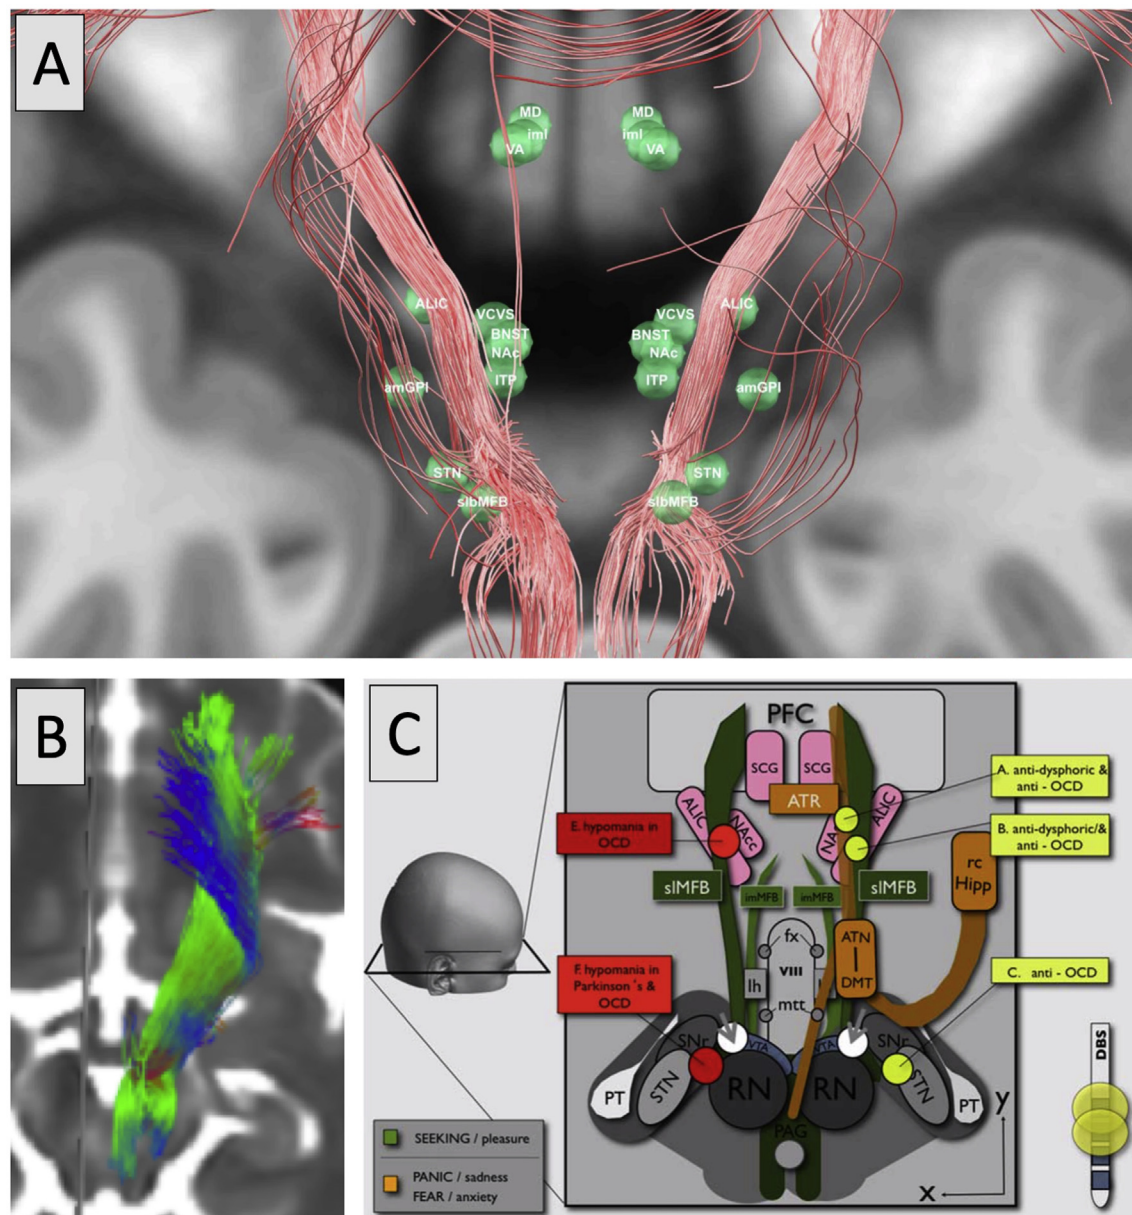 A
MD MD
iml iml
VA VA
ALIC ALIC
VCVS VCVS
BNST BNST
NAc NAc
ITP ITP
amGPI amGPI
STN STN
slbMFB slbMFB
B
C
PFC
SCG SCG
ATR
ALIC NAcc
NA ALIC
A. anti-dysphoric &
anti - OCD
E. hypomania in
OCD
B. anti-dysphoric/&
anti - OCD
rc
Hipp
slMFB imMFB imMFB slMFB
fx
VIII
lh
mtt
ATN
DMT
F. hypomania in
Parkinson´s &
OCD
C. anti - OCD
SNr VTA VTA SNr
STN STN
PT PT
RN RN
PAG
DBS
y
x
SEEKING / pleasure
PANIC / sadness
FEAR / anxiety